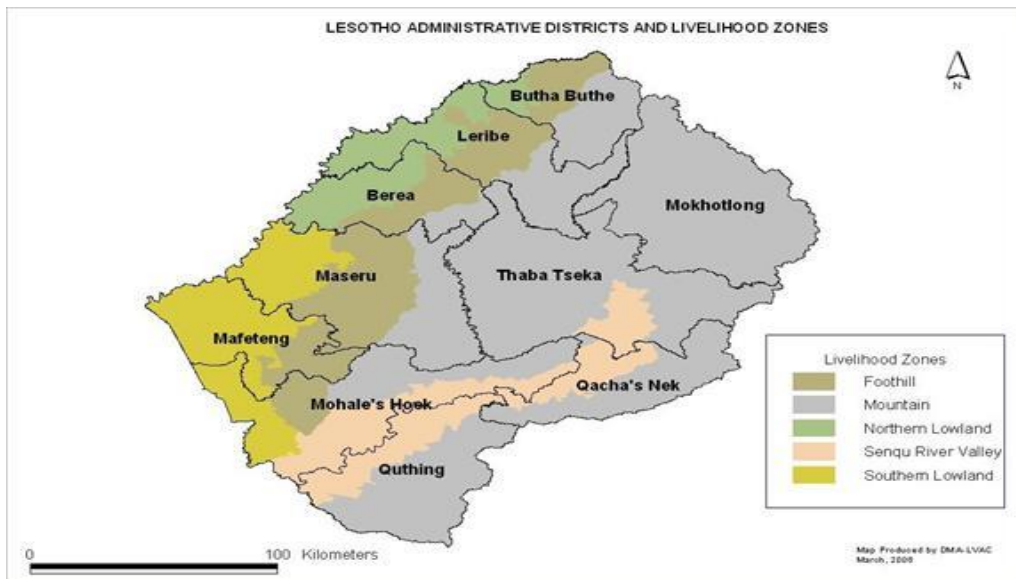 LESOTHO ADMINISTRATIVE DISTRICTS AND LIVELIHOOD ZONES
N
Butha Buthe
Leribe
Berea
Mokhotlong
Maseru
Thaba Tseka
Mafeteng
Qacha's Nek
Mohale's Hoek
Quthing
Livelihood Zones
Foothill
Mountain
Northern Lowland
Senqu River Valley
Southern Lowland
0 100 Kilometers
Map Produced by DMA-LVAC
March, 2006